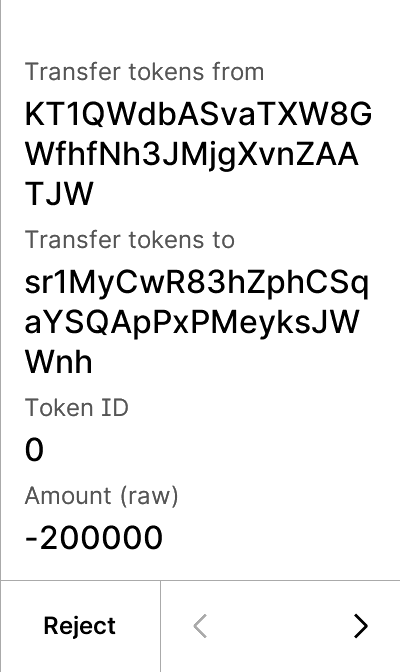 Transfer tokens from
KT1QWdbASvaTXW8G
WfhfNh3JMjgXvnZAA
TJW
Transfer tokens to
sr1MyCwR83hZphCSq
aYSQApPxPMeyksJW
Wnh
Token ID
0
Amount (raw)
-200000
Reject